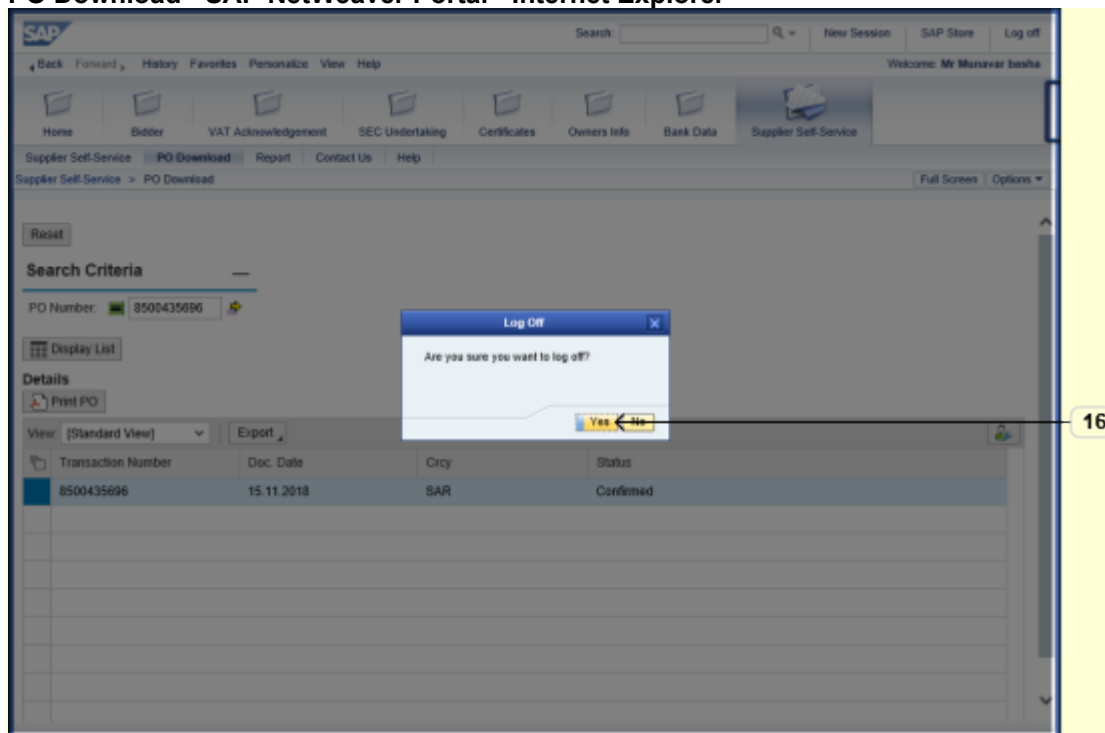 PO Download - SAP NetWeaver Portal - Internet Explorer
SAP Search: New Session SAP Store Log off
Back Forward History Favorites Personalize View Help Welcome: Mr Munavar basha
Home Bidder VAT Acknowledgement SEC Undertaking Certificates Owners Info Bank Data Supplier Self-Service
Supplier Self-Service PO Download Report Contact Us Help
Supplier Self-Service > PO Download Full Screen Options
Reset
Search Criteria
PO Number: 8500435696
Log Off
Display List
Are you sure you want to log off?
Details
Print PO
Yes No
16
View: [Standard View] Export
Transaction Number Doc. Date Crcy Status
8500435696 15.11.2018 SAR Confirmed